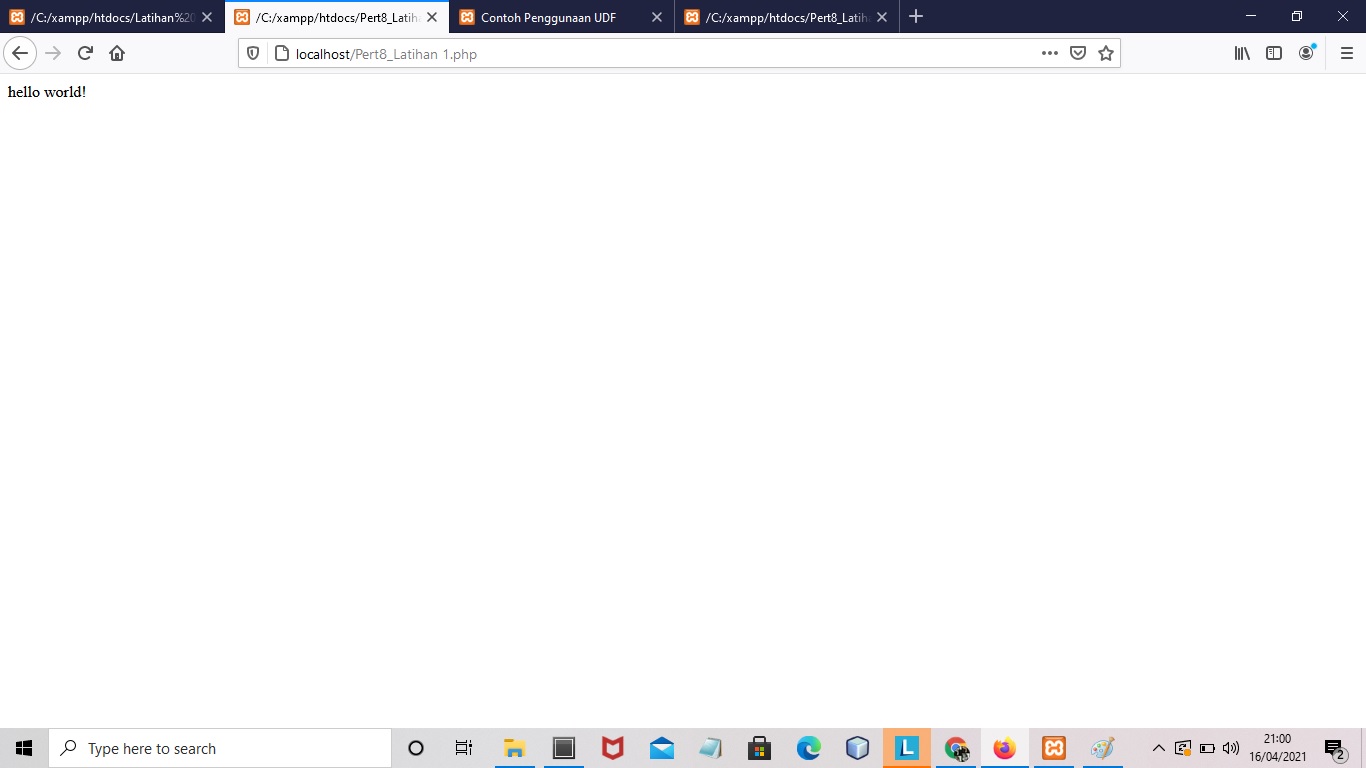 /C:/xampp/htdocs/Latihan%20
/C:/xampp/htdocs/Pert8_Latih
Contoh Penggunaan UDF
/C:/xampp/htdocs/Pert8_Latih
localhost/Pert8_Latihan 1.php
hello world!
Type here to search
L
21:00
16/04/2021
2